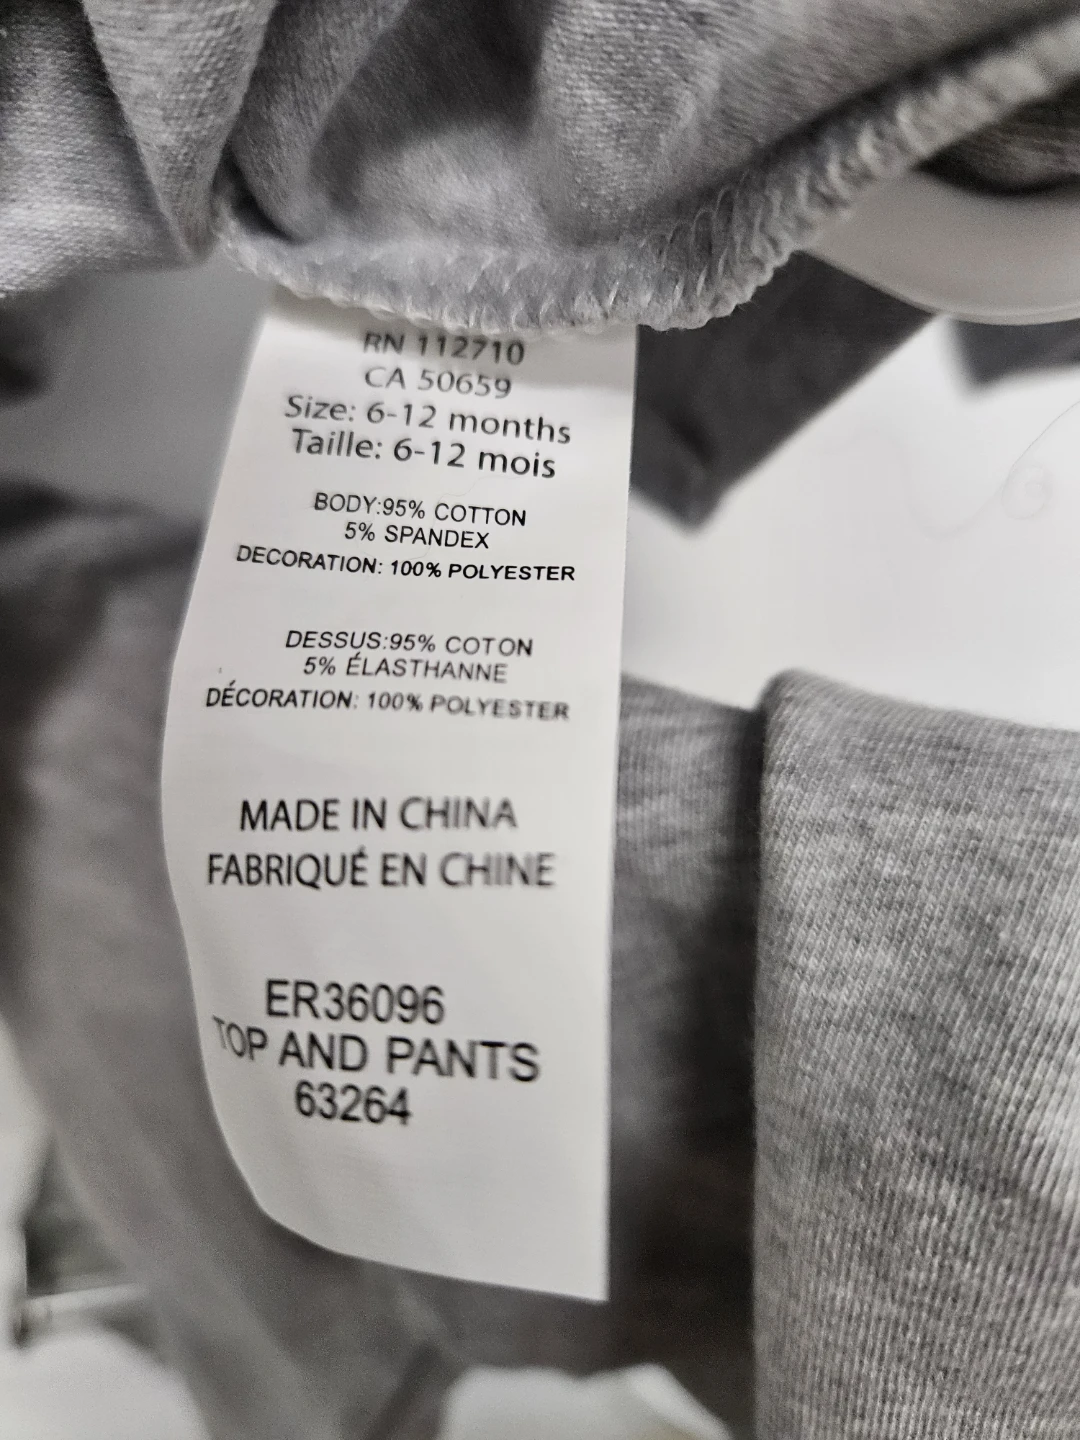 RN 112710
CA 50659
Size: 6-12 months
Taille: 6-12 mois
BODY:95% COTTON
5% SPANDEX
DECORATION: 100% POLYESTER
DESSUS:95% COTON
5% ÉLASTHANNE
DÉCORATION: 100% POLYESTER
MADE IN CHINA
FABRIQUÉ EN CHINE
ER36096
TOP AND PANTS
63264